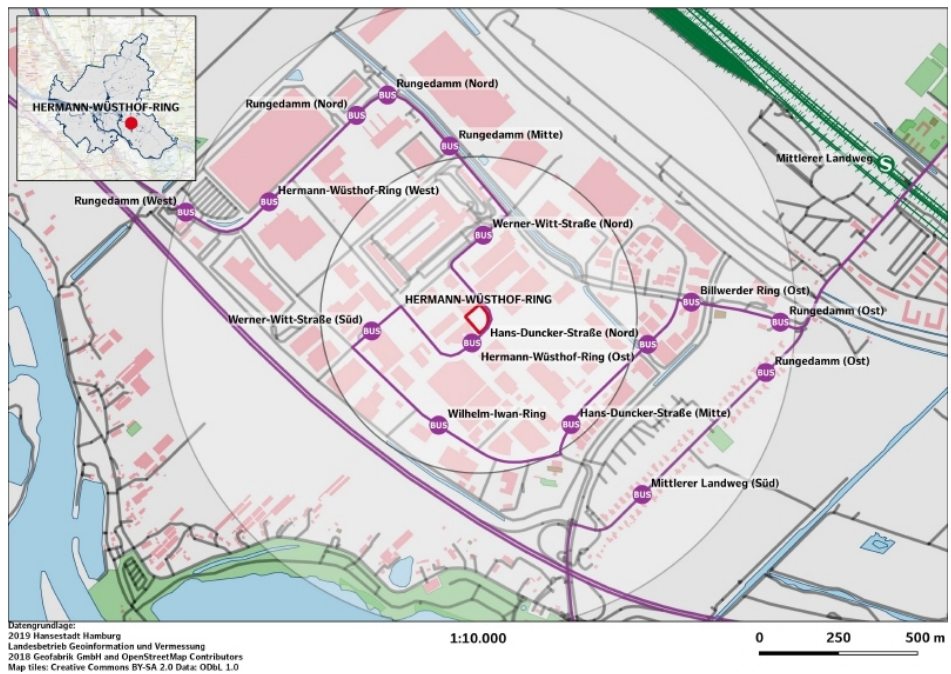 HERMANN-WÜSTHOF-RING
Rungedamm (Nord)
BUS
Rungedamm (Nord)
BUS
Rungedamm (Mitte)
BUS
Mittlerer Landweg
S
Hermann-Wüsthof-Ring (West)
BUS
Rungedamm (West)
BUS
Werner-Witt-Straße (Nord)
BUS
Billwerder Ring (Ost)
BUS
HERMANN-WÜSTHOF-RING
Rungedamm (Ost)
BUS
Werner-Witt-Straße (Süd)
BUS
Hans-Duncker-Straße (Nord)
BUS
Hermann-Wüsthof-Ring (Ost)
BUS
Rungedamm (Ost)
BUS
Wilhelm-Iwan-Ring
BUS
Hans-Duncker-Straße (Mitte)
BUS
Mittlerer Landweg (Süd)
BUS
Datengrundlage:
2019 Hansestadt Hamburg
Landesbetrieb Geoinformation und Vermessung
2018 Geofabrik GmbH and OpenStreetMap Contributors
Map tiles: Creative Commons BY-SA 2.0 Data: ODbL 1.0
1:10.000
0 250 500 m